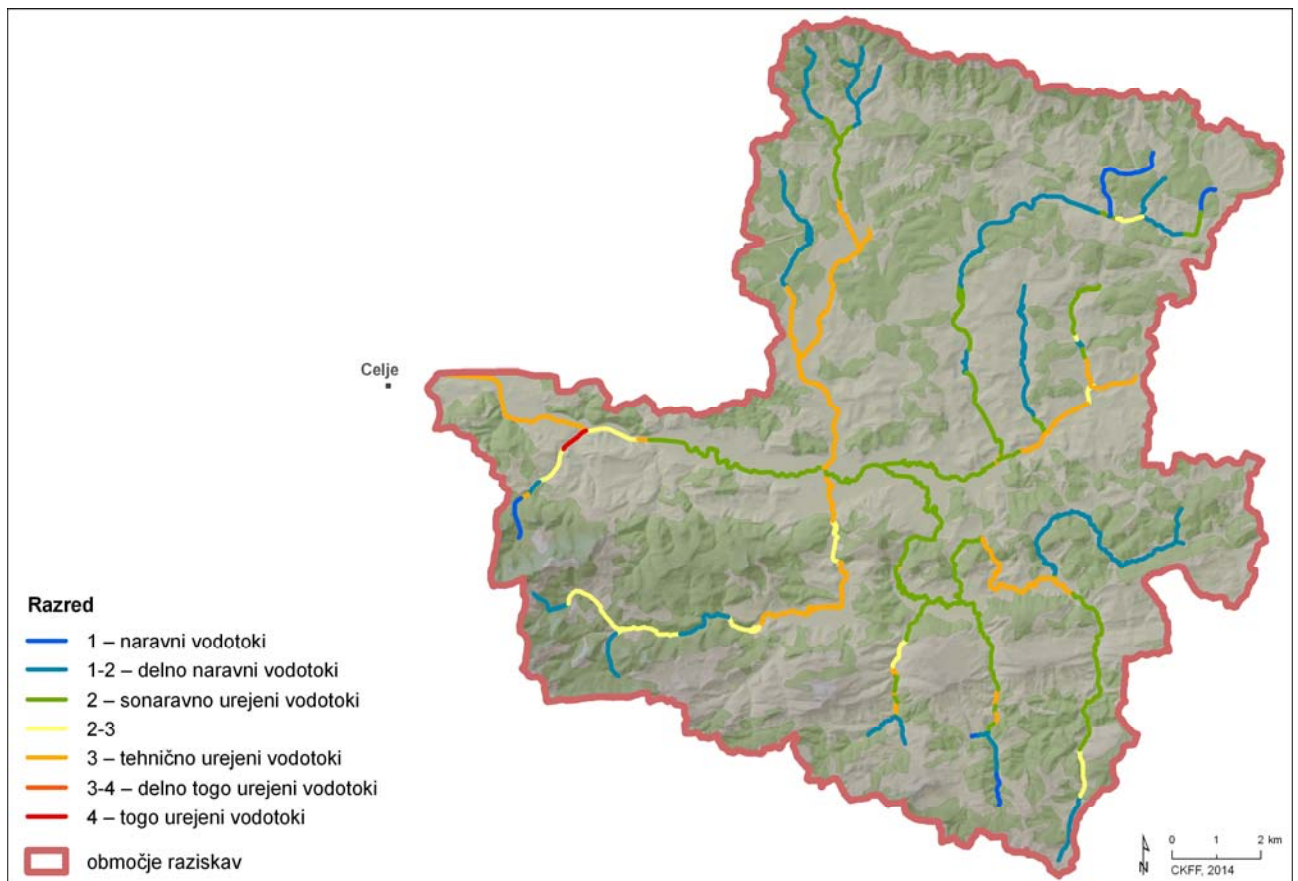 Celje
Razred
1 – naravni vodotoki
1-2 – delno naravni vodotoki
2 – sonaravno urejeni vodotoki
2-3
3 – tehnično urejeni vodotoki
3-4 – delno togo urejeni vodotoki
4 – togo urejeni vodotoki
območje raziskav
0 1 2 km
N
CKFF, 2014